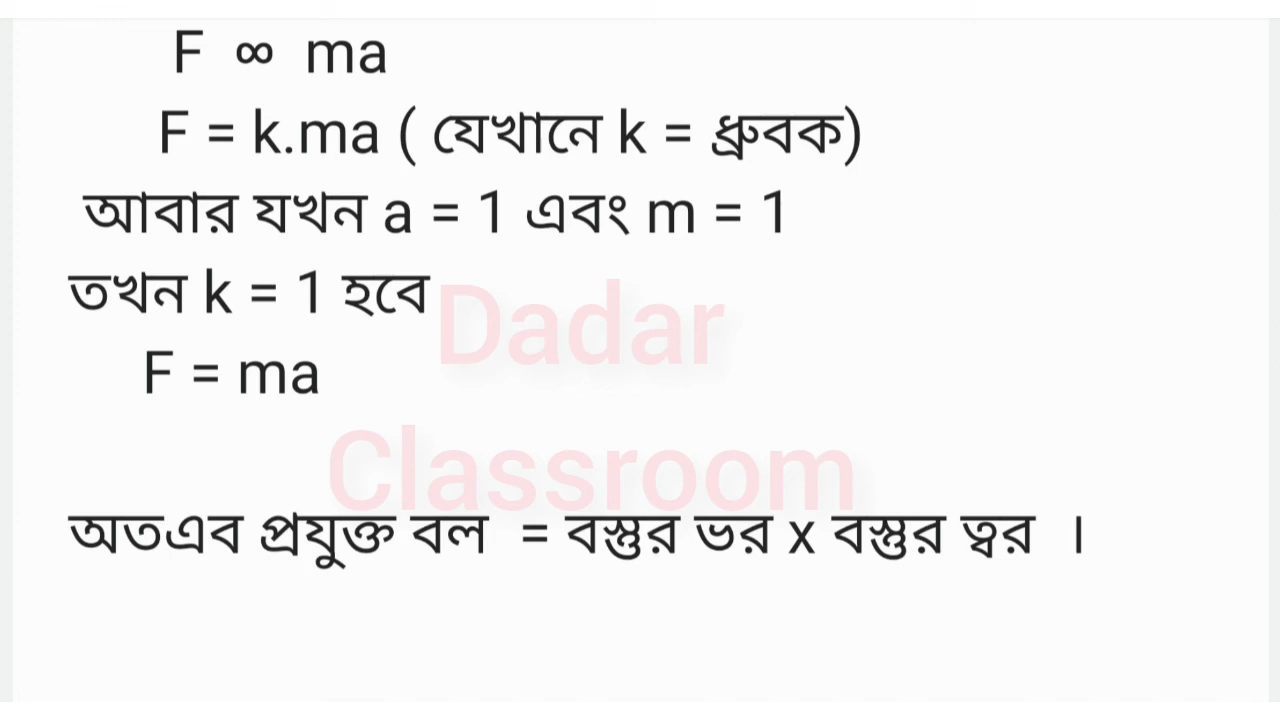 F ∞ ma
F = k.ma ( যেখানে k = ধ্রুবক)
আবার যখন a = 1 এবং m = 1
তখন k = 1 হবে
Dadar
F = ma
Classroom
অতএব প্রযুক্ত বল = বস্তুর ভর x বস্তুর ত্বর ।